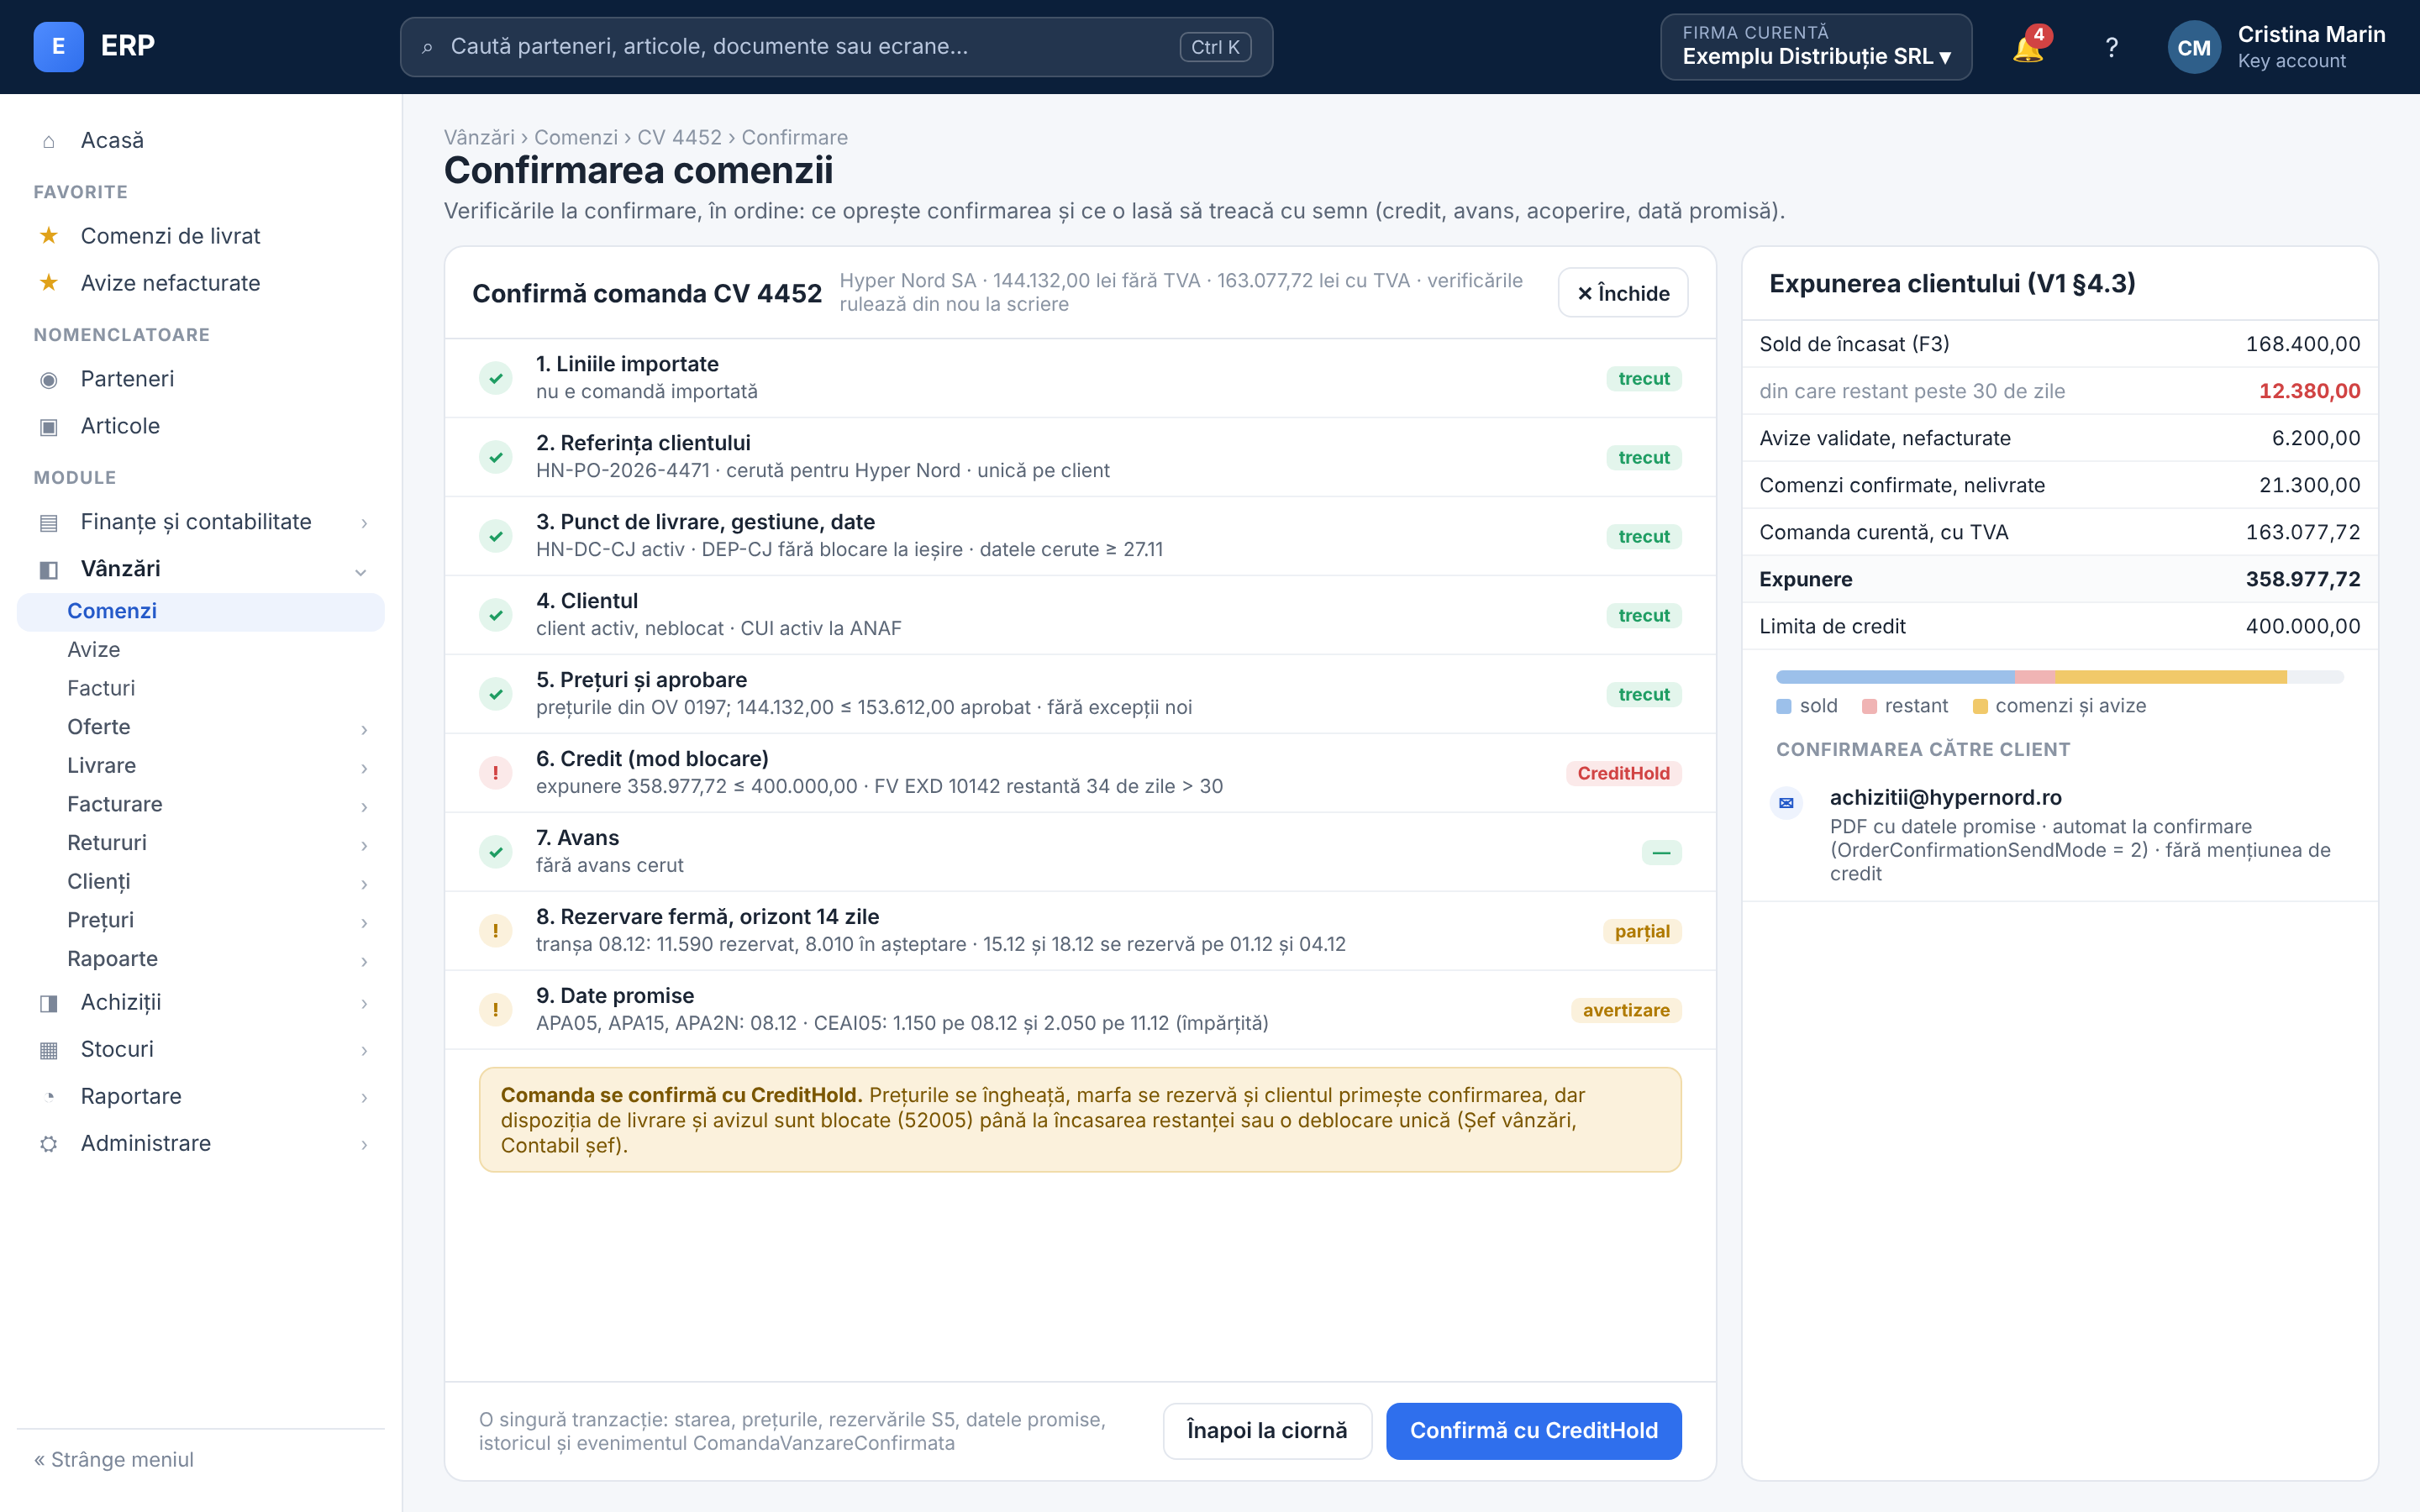 E ERP
Caută parteneri, articole, documente sau ecrane...
Ctrl K
FIRMA CURENTĂ
Exemplu Distribuție SRL ▾
4
?
CM
Cristina Marin
Key account
Acasă
FAVORITE
★ Comenzi de livrat
★ Avize nefacturate
NOMENCLATOARE
Parteneri
Articole
MODULE
Finanțe și contabilitate ›
Vânzări
Comenzi
Avize
Facturi
Oferte ›
Livrare ›
Facturare ›
Retururi ›
Clienți ›
Prețuri ›
Rapoarte ›
Achiziții ›
Stocuri ›
Raportare ›
Administrare ›
« Strânge meniul
Vânzări › Comenzi › CV 4452 › Confirmare
Confirmarea comenzii
Verificările la confirmare, în ordine: ce oprește confirmarea și ce o lasă să treacă cu semn (credit, avans, acoperire, dată promisă).
Confirmă comanda CV 4452
Hyper Nord SA · 144.132,00 lei fără TVA · 163.077,72 lei cu TVA · verificările
rulează din nou la scriere
✕ Închide
1. Liniile importate
nu e comandă importată
trecut
2. Referința clientului
HN-PO-2026-4471 · cerută pentru Hyper Nord · unică pe client
trecut
3. Punct de livrare, gestiune, date
HN-DC-CJ activ · DEP-CJ fără blocare la ieșire · datele cerute ≥ 27.11
trecut
4. Clientul
client activ, neblocat · CUI activ la ANAF
trecut
5. Prețuri și aprobare
prețurile din OV 0197; 144.132,00 ≤ 153.612,00 aprobat · fără excepții noi
trecut
6. Credit (mod blocare)
expunere 358.977,72 ≤ 400.000,00 · FV EXD 10142 restantă 34 de zile > 30
CreditHold
7. Avans
fără avans cerut
—
8. Rezervare fermă, orizont 14 zile
tranșa 08.12: 11.590 rezervat, 8.010 în așteptare · 15.12 și 18.12 se rezervă pe 01.12 și 04.12
parțial
9. Date promise
APA05, APA15, APA2N: 08.12 · CEAI05: 1.150 pe 08.12 și 2.050 pe 11.12 (împărțită)
avertizare
Comanda se confirmă cu CreditHold. Prețurile se îngheață, marfa se rezervă și clientul primește confirmarea, dar
dispoziția de livrare și avizul sunt blocate (52005) până la încasarea restanței sau o deblocare unică (Șef vânzări,
Contabil șef).
O singură tranzacție: starea, prețurile, rezervările S5, datele promise,
istoricul și evenimentul ComandaVanzareConfirmata
Înapoi la ciornă
Confirmă cu CreditHold
Expunerea clientului (V1 §4.3)
Sold de încasat (F3) 168.400,00
din care restant peste 30 de zile 12.380,00
Avize validate, nefacturate 6.200,00
Comenzi confirmate, nelivrate 21.300,00
Comanda curentă, cu TVA 163.077,72
Expunere 358.977,72
Limita de credit 400.000,00
sold restant comenzi și avize
CONFIRMAREA CĂTRE CLIENT
achizitii@hypernord.ro
PDF cu datele promise · automat la confirmare
(OrderConfirmationSendMode = 2) · fără mențiunea de
credit